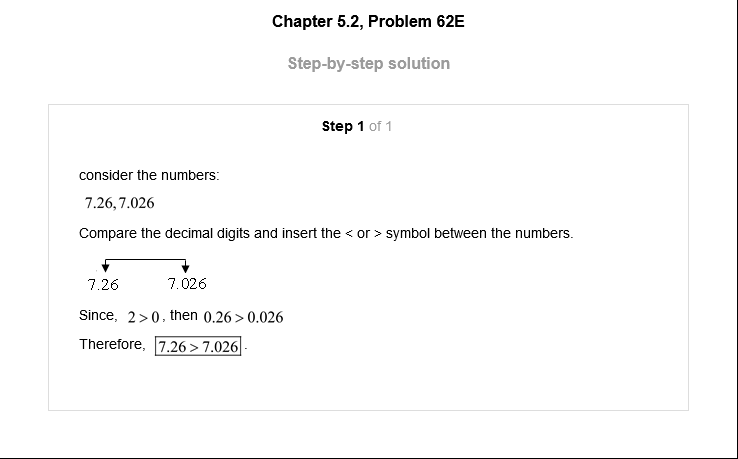 Chapter 5.2, Problem 62E
Step-by-step solution
Step 1 of 1
consider the numbers:
7.26,7.026
Compare the decimal digits and insert the < or > symbol between the numbers.
7.26 7.026
Since, 2 > 0, then 0.26 > 0.026
Therefore, 7.26 > 7.026.